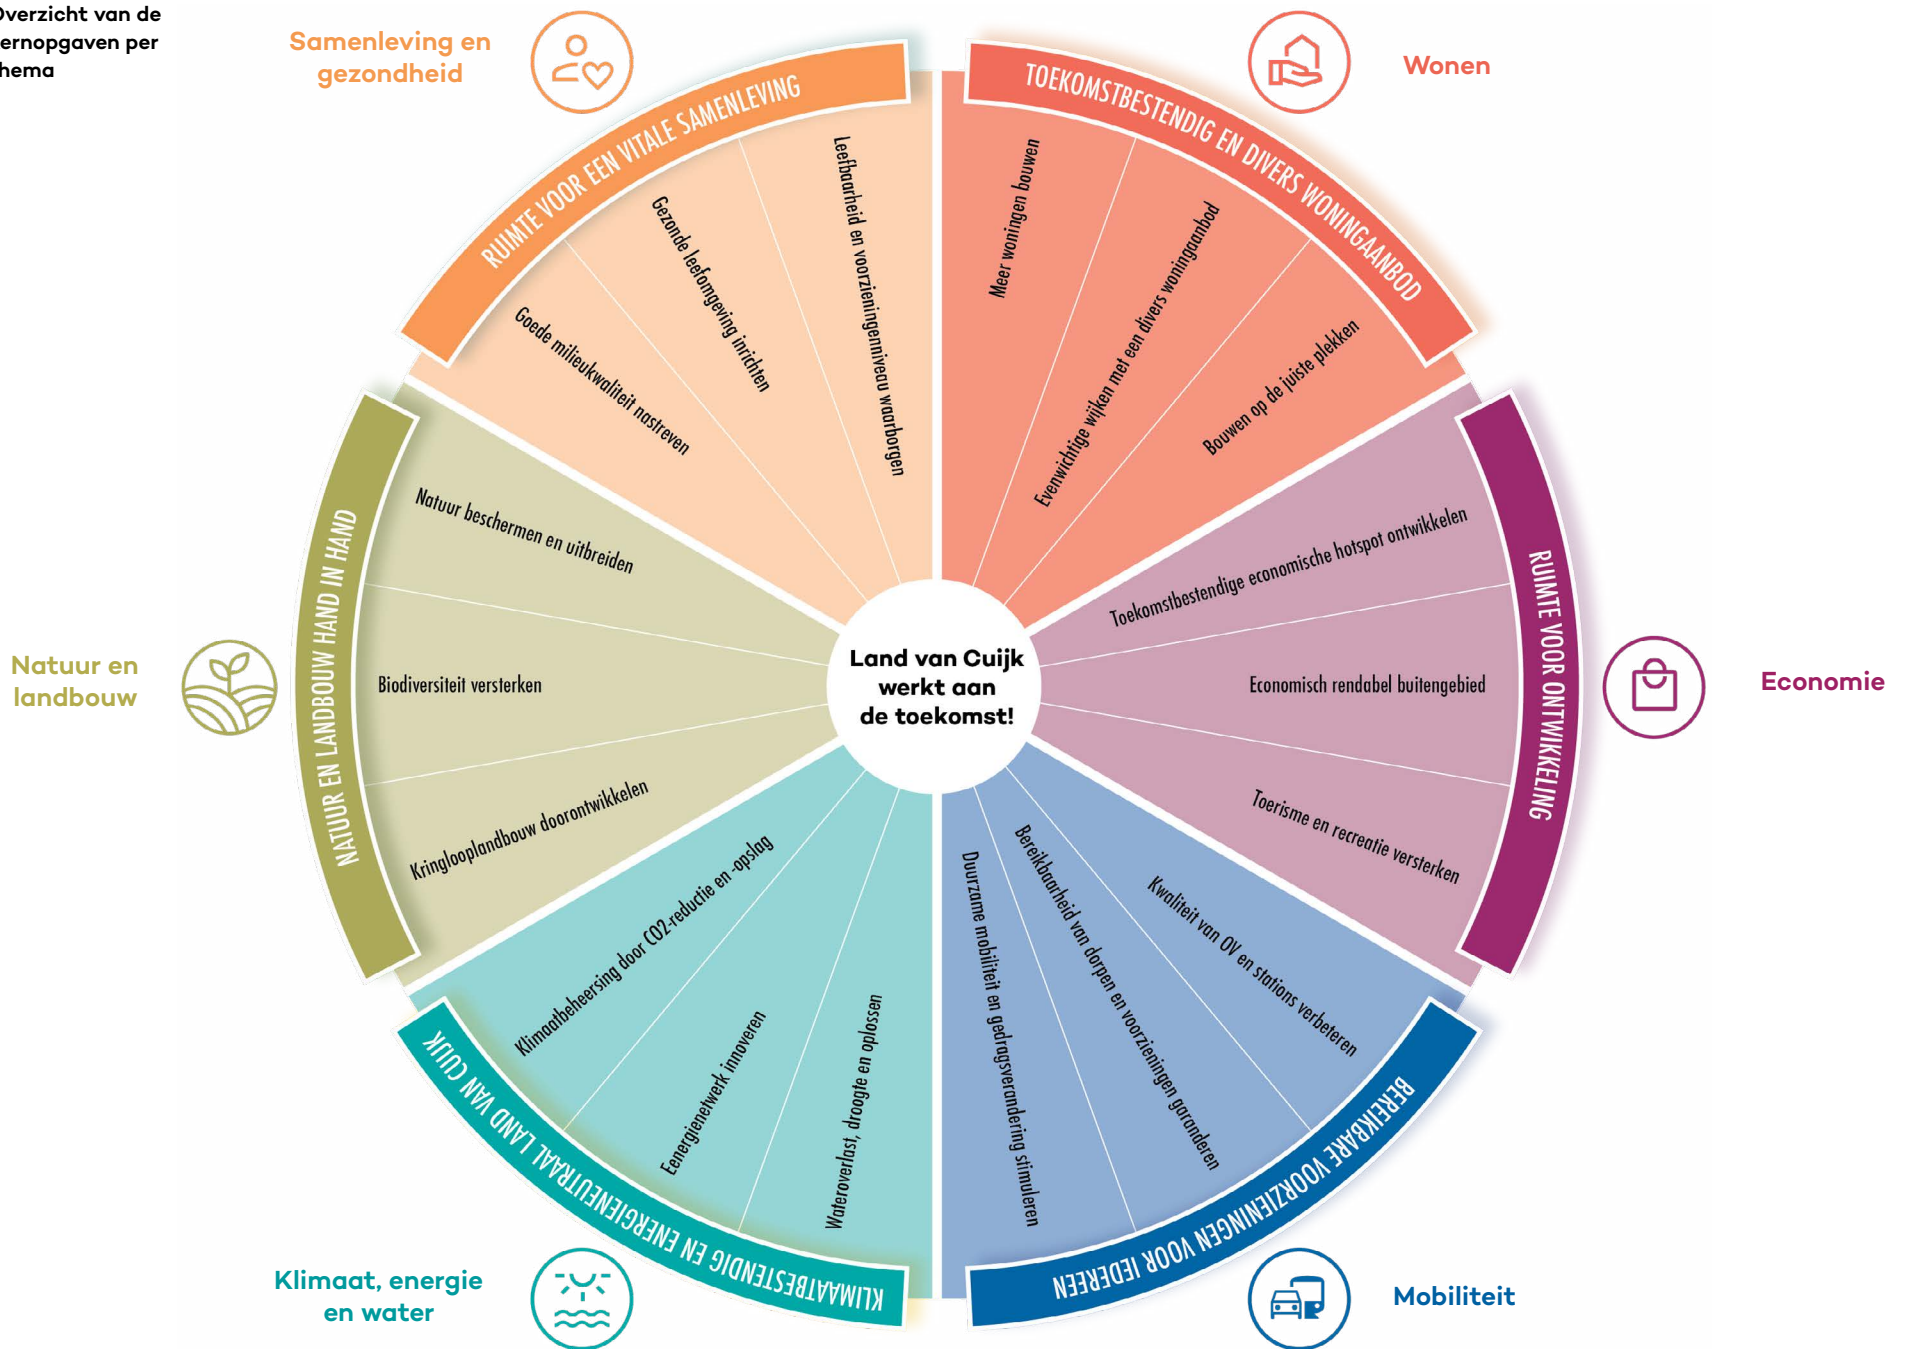 Overzicht van de
ernopgaven per
hema
Samenleving en
gezondheid
RUIMTE VOOR EEN VITALE SAMENLEVING
Goede milieukwaliteit nastreven
Gezonde leefomgeving inrichten
Leefbaarheid en voorzieningenniveau waarborgen
Wonen
TOEKOMSTBESTENDIG EN DIVERS WONINGAANBOD
Meer woningen bouwen
Evenwichtige wijken met een divers woningaanbod
Bouwen op de juiste plekken
Economie
RUIMTE VOOR ONTWIKKELING
Toekomstbestendige economische hotspot ontwikkelen
Economisch rendabel buitengebied
Toerisme en recreatie versterken
Mobiliteit
BEREIKBARE VOORZIENINGEN VOOR IEDEREEN
Kwaliteit van OV en stations verbeteren
Bereikbaarheid van dorpen en voorzieningen garanderen
Duurzame mobiliteit en gedragsverandering stimuleren
Klimaat, energie
en water
KLIMAATBESTENDIG EN ENERGIENEUTRAAL LAND VAN CUIJK
Wateroverlast, droogte en oplossen
Eenergienetwerk innoveren
Klimaatbeheersing door CO2-reductie en -opslag
Natuur en
landbouw
NATUUR EN LANDBOUW HAND IN HAND
Kringlooplandbouw doorontwikkelen
Biodiversiteit versterken
Natuur beschermen en uitbreiden
Land van Cuijk
werkt aan
de toekomst!